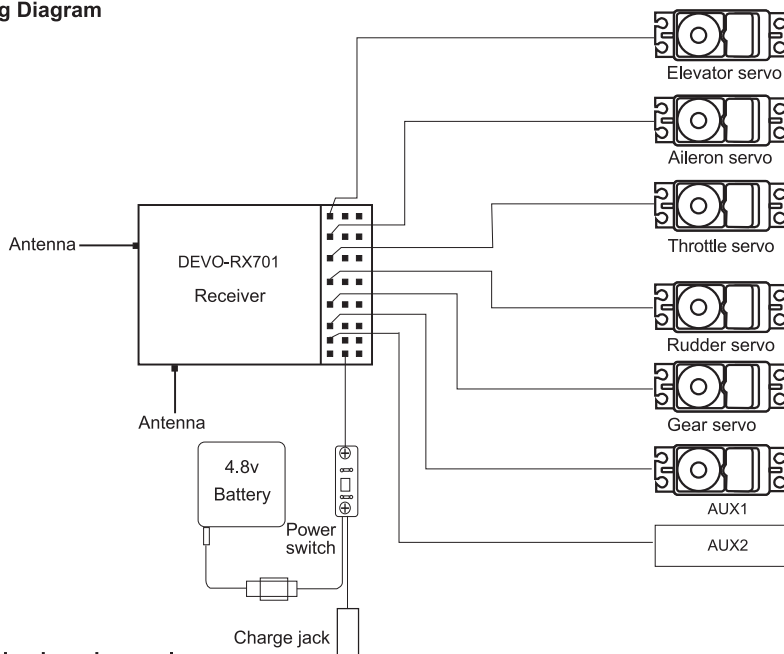 g Diagram
Elevator servo
Aileron servo
Antenna
DEVO-RX701
Receiver
Throttle servo
Rudder servo
Antenna
Gear servo
4.8v
Battery
AUX1
Power
switch
AUX2
Charge jack